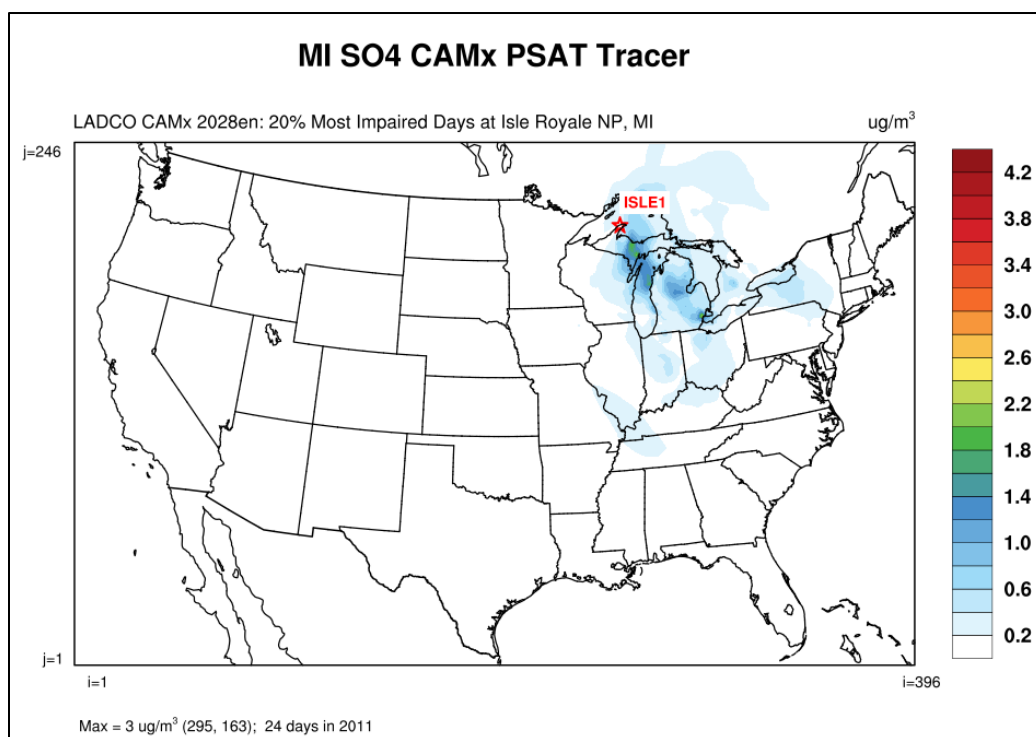 MI SO4 CAMx PSAT Tracer
LADCO CAMx 2028en: 20% Most Impaired Days at Isle Royale NP, MI ug/m³
j=246
ISLE1
4.2
3.8
3.4
3.0
2.6
2.2
1.8
1.4
1.0
0.6
0.2
j=1
i=1 i=396
Max = 3 ug/m³ (295, 163); 24 days in 2011